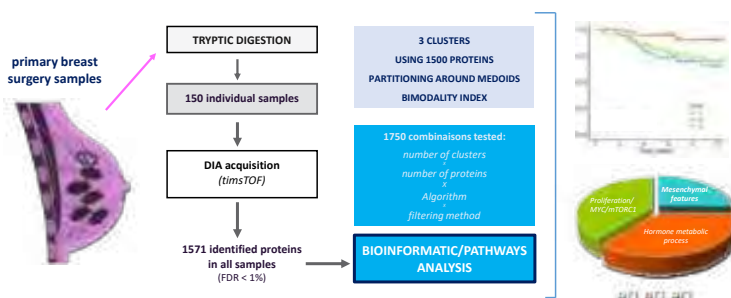 primary breast
surgery samples
TRYPTIC DIGESTION
150 individual samples
DIA acquisition
(timsTOF)
1571 identified proteins
in all samples
(FDR < 1%)
3 CLUSTERS
USING 1500 PROTEINS
PARTITIONING AROUND MEDOIDS
BIMODALITY INDEX
1750 combinaisons tested:
number of clusters
number of proteins
x
Algorithm
filtering method
BIOINFORMATIC/PATHWAYS
ANALYSIS
Proliferation/
MYC/mTORC1
Mesenchymal
features
Hormone metabolic
process